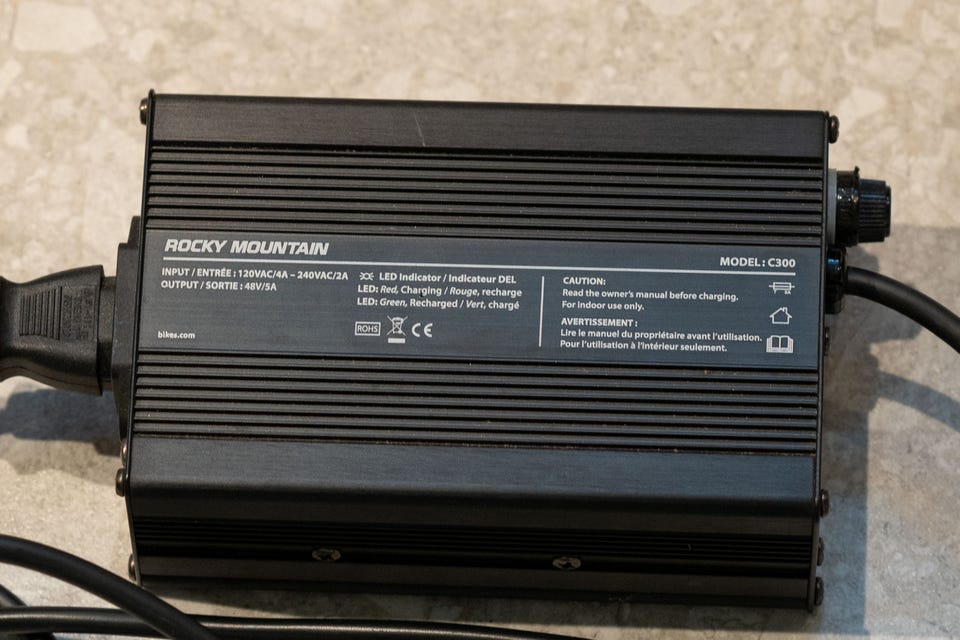 ROCKY MOUNTAIN
MODEL : C300
INPUT / ENTRÉE : 120VAC/4A – 240VAC/2A
OUTPUT / SORTIE : 48V/5A
bikes.com
LED Indicator / Indicateur DEL
LED: Red, Charging / Rouge, recharge
LED: Green, Recharged / Vert, chargé
ROHS
CE
CAUTION:
Read the owner's manual before charging.
For indoor use only.
AVERTISSEMENT :
Lire le manuel du propriétaire avant l'utilisation.
Pour l'utilisation à l'intérieur seulement.